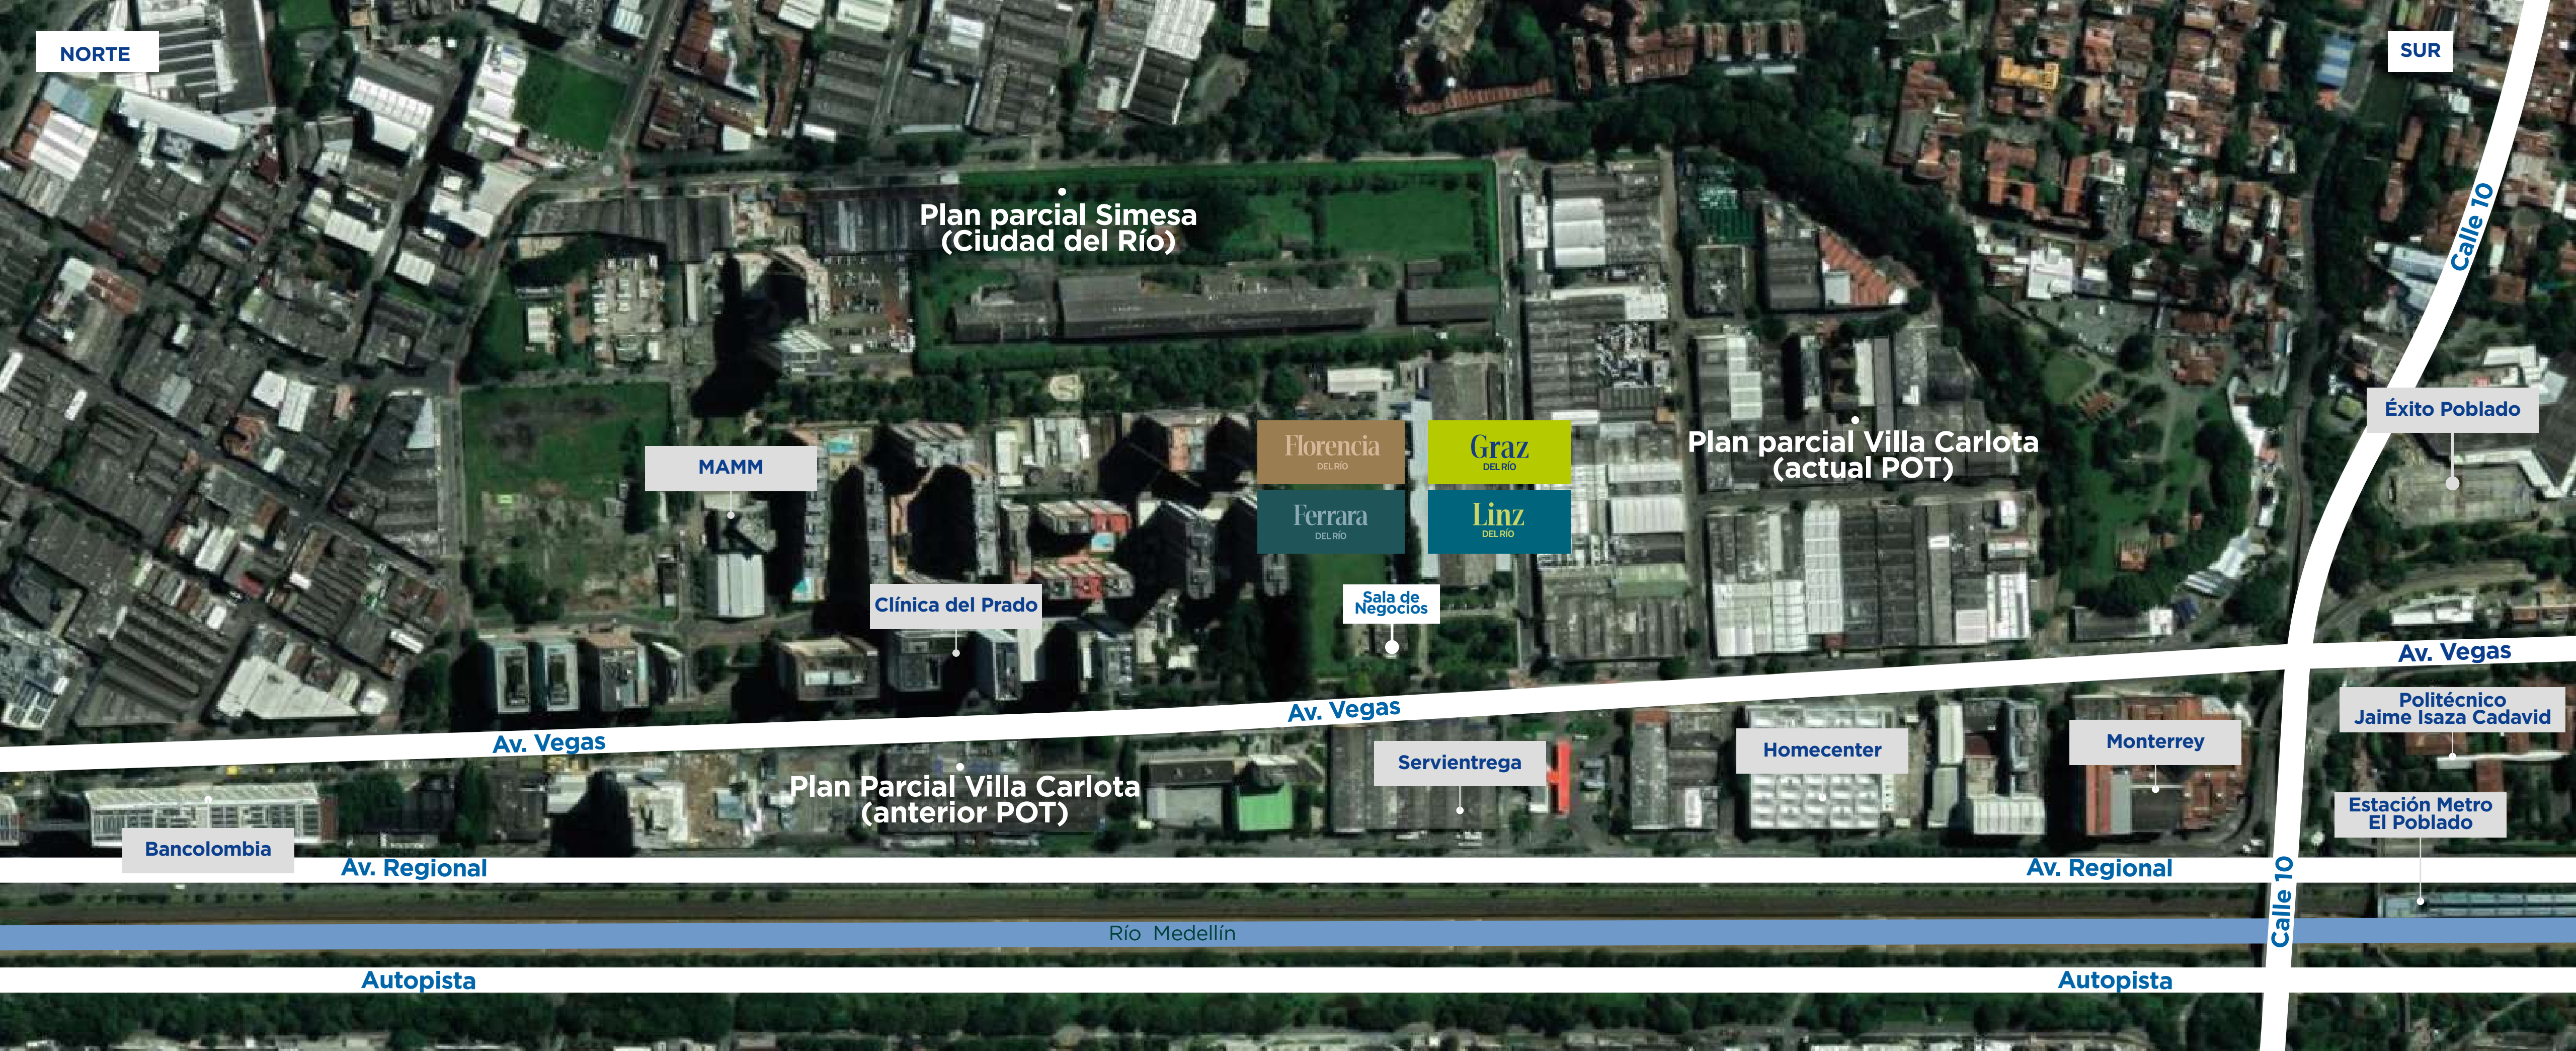 NORTE
SUR
Calle 10
Plan parcial Simesa
(Ciudad del Río)
Éxito Poblado
Florencia
DEL RÍO
Graz
DEL RÍO
Plan parcial Villa Carlota
(actual POT)
MAMM
Ferrara
DEL RÍO
Linz
DEL RÍO
Clínica del Prado
Sala de
Negocios
Av. Vegas
Av. Vegas
Av. Vegas
Politécnico
Jaime Isaza Cadavid
Monterrey
Homecenter
Servientrega
Plan Parcial Villa Carlota
(anterior POT)
Estación Metro
El Poblado
Bancolombia
Av. Regional
Av. Regional
Calle 10
Río Medellín
Autopista
Autopista